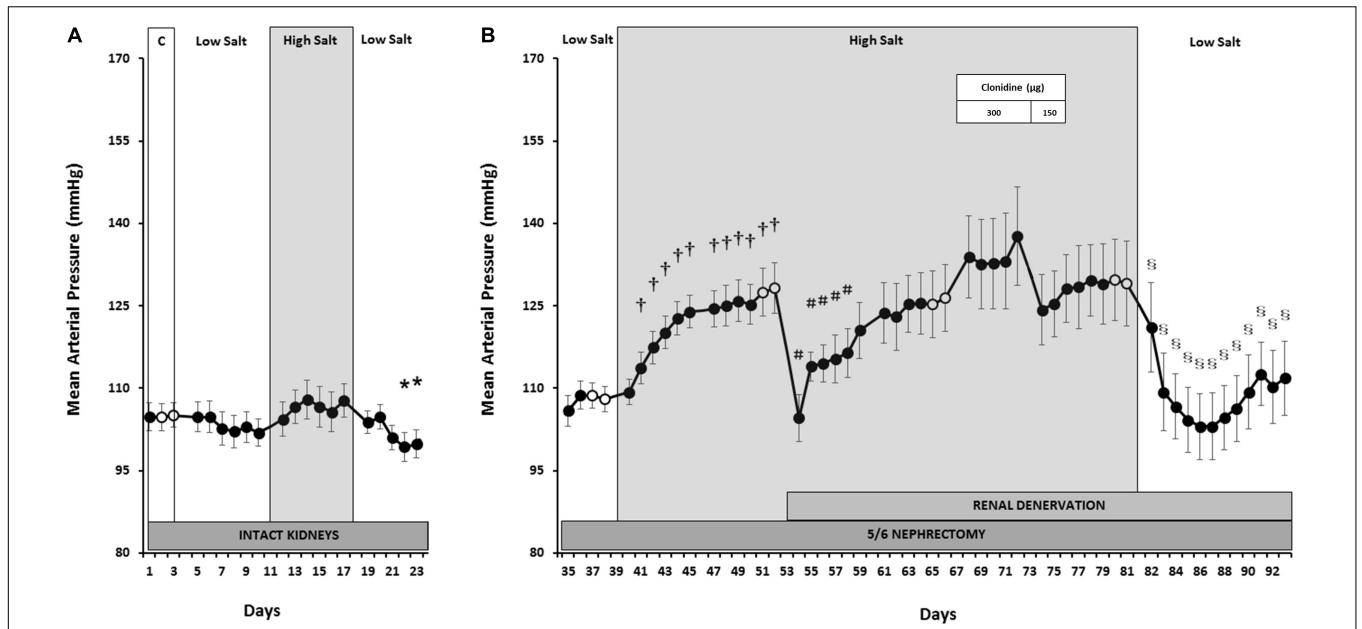 A
C
Low Salt
High Salt
Low Salt
170
155
140
125
110
95
80
Mean Arterial Pressure (mmHg)
* *
INTACT KIDNEYS
1 3 5 7 9 11 13 15 17 19 21 23
Days
B
Low Salt
High Salt
Low Salt
Clonidine (µg)
300 150
170
155
140
125
110
95
80
Mean Arterial Pressure (mmHg)
† † † † † † † † † † †
# # # # #
§ § § § § § § § § § § §
RENAL DENERVATION
5/6 NEPHRECTOMY
35 37 39 41 43 45 47 49 51 53 55 57 59 61 63 65 67 69 71 73 75 77 79 81 82 84 86 88 90 92
Days